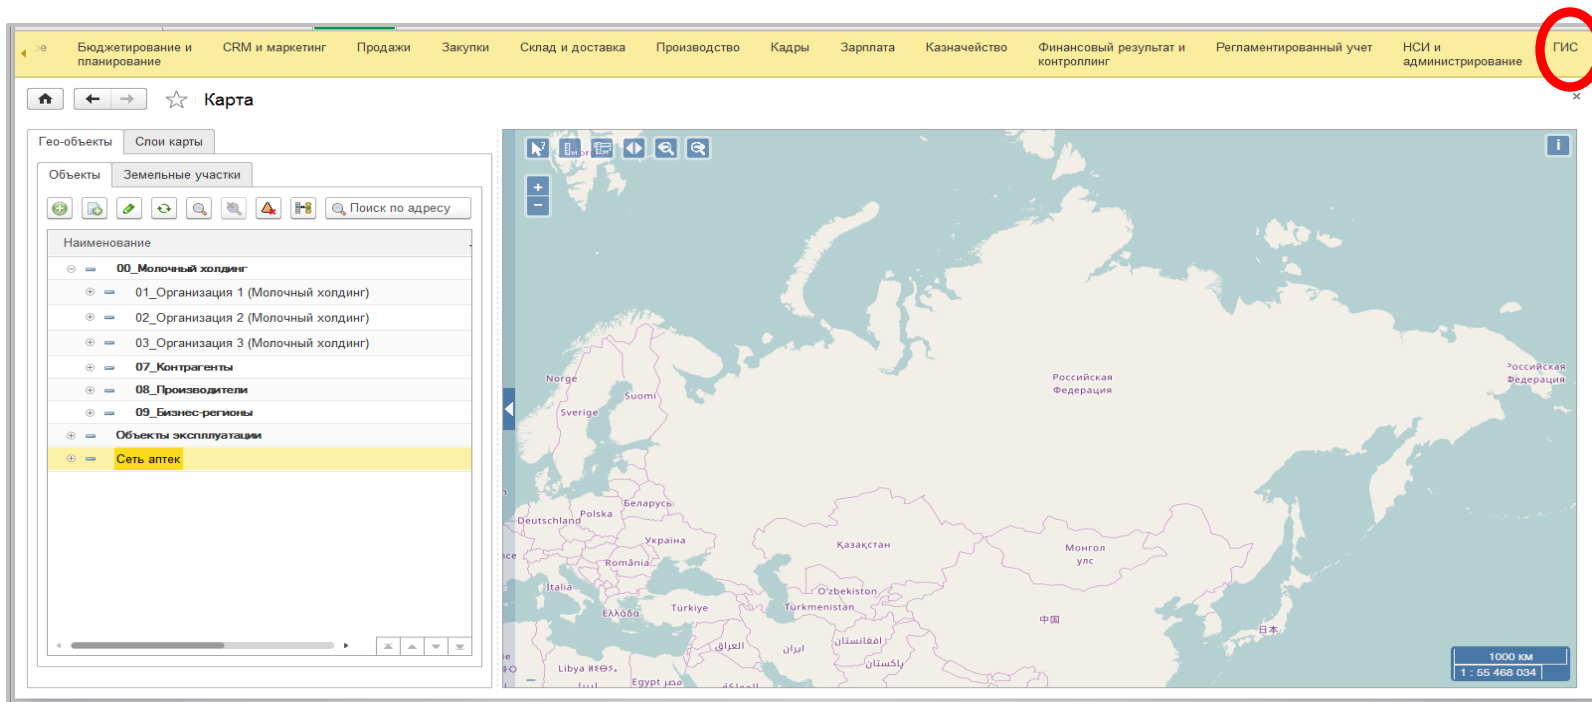 ое
Бюджетирование и планирование
CRM и маркетинг
Продажи
Закупки
Склад и доставка
Производство
Кадры
Зарплата
Казначейство
Финансовый результат и контроллинг
Регламентированный учет
НСИ и администрирование
ГИС
Карта
Гео-объекты
Слои карты
Объекты
Земельные участки
Поиск по адресу
Наименование
00_Молочный холдинг
01_Организация 1 (Молочный холдинг)
02_Организация 2 (Молочный холдинг)
03_Организация 3 (Молочный холдинг)
07_Контрагенты
08_Производители
09_Бизнес-регионы
Объекты экспллуатации
Сеть аптек
Norge
Suomi
Sverige
Российская
Федерация
Российская
Федерация
Беларусь
Polska
Deutschland
Україна
România
Italia
Ελλάδα
Türkiye
Қазақстан
Монгол
улс
O'zbekiston
Türkmenistan
中国
日本
العراق
ایران
افغانستان
پاکستان
Libya
Egypt مصر
1000 км
1 : 55 468 034